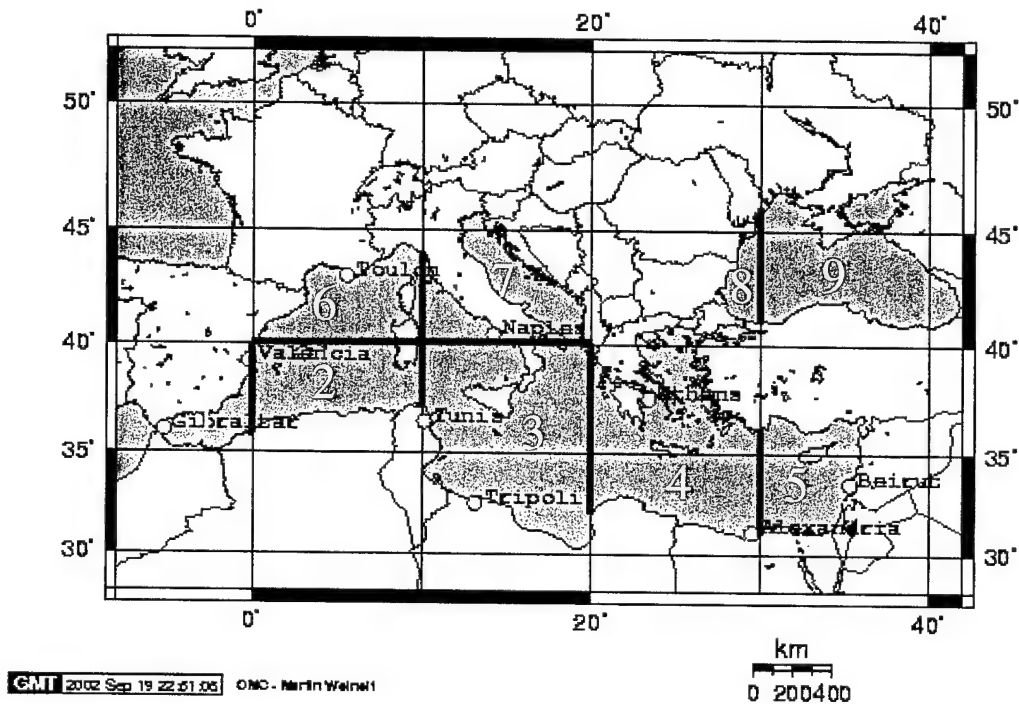 0° 20° 40°
50° 50°
45° 45°
7 8 9
Toulon
6
Naples
40° 40°
Valencia
2 Athens
Gibraltar Tunis
3
35° 35°
4 5 Beirut
Tripoli
Alexandria
30° 30°
0° 20° 40°
km
0 200400
GMT 2002 Sep 19 22:51:06 OMC - Martin Weinelt